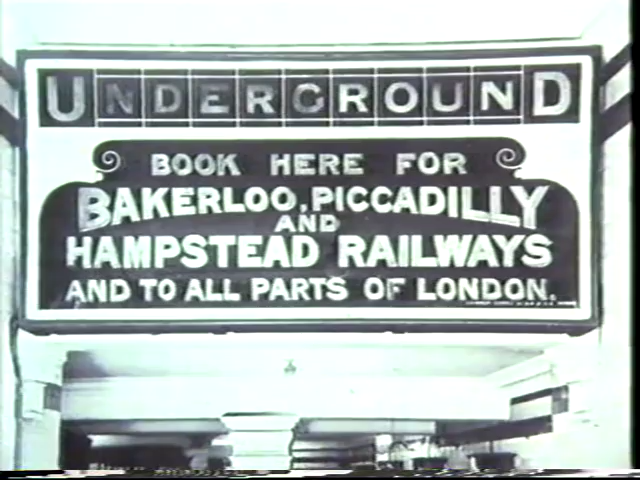 UNDERGROUND
BOOK HERE FOR
BAKERLOO, PICCADILLY
AND
HAMPSTEAD RAILWAYS
AND TO ALL PARTS OF LONDON.